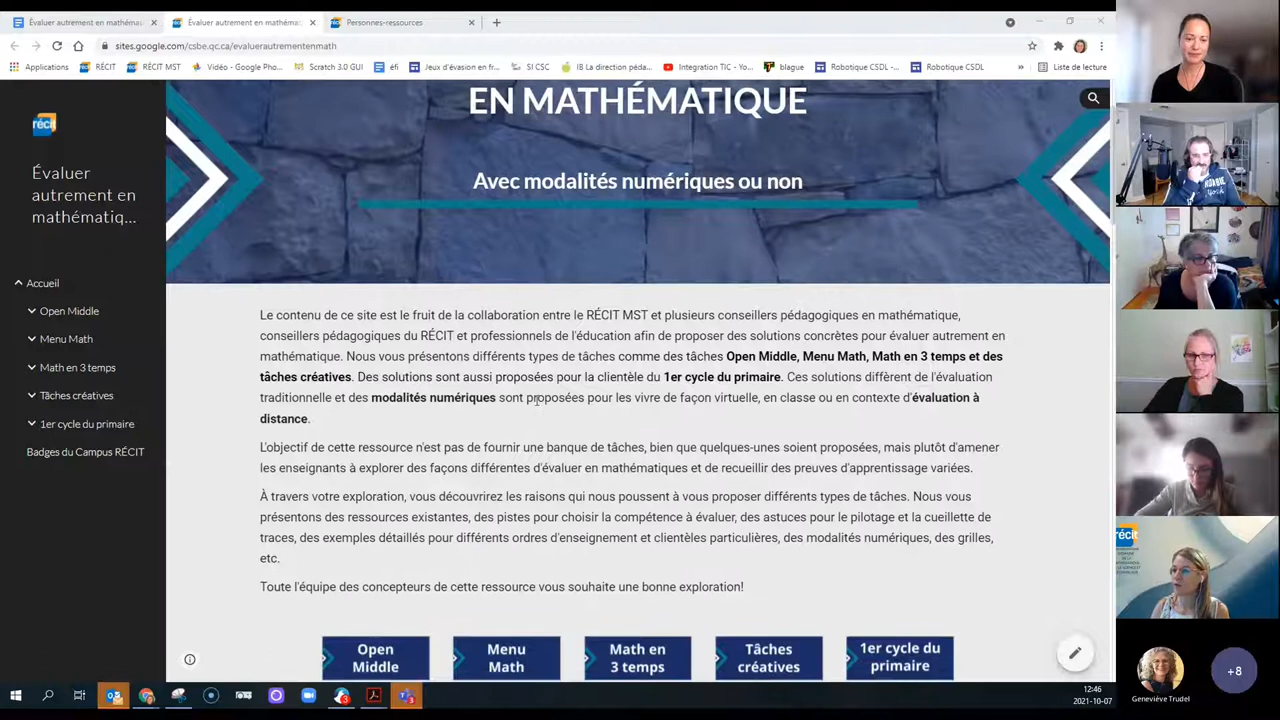 Évaluer autrement en mathéma
Évaluer autrement en mathémat
Personnes-ressources
sites.google.com/csbe.qc.ca/evaluerautrementenmath
Applications
RÉCIT
RÉCIT MST
Vidéo - Google Pho...
Scratch 3.0 GUI
éfi
Jeux d'évasion en fr...
SI CSC
IB La direction péda...
Integration TIC - Yo...
blague
Robotique CSDL -...
Robotique CSDL
»
Liste de lecture
récit
Évaluer
autrement en
mathématiq...
Accueil
Open Middle
Menu Math
Math en 3 temps
Tâches créatives
1er cycle du primaire
Badges du Campus RÉCIT
EN MATHÉMATIQUE
Avec modalités numériques ou non
Le contenu de ce site est le fruit de la collaboration entre le RÉCIT MST et plusieurs conseillers pédagogiques en mathématique,
conseillers pédagogiques du RÉCIT et professionnels de l'éducation afin de proposer des solutions concrètes pour évaluer autrement en
mathématique. Nous vous présentons différents types de tâches comme des tâches Open Middle, Menu Math, Math en 3 temps et des
tâches créatives. Des solutions sont aussi proposées pour la clientèle du 1er cycle du primaire. Ces solutions diffèrent de l'évaluation
traditionnelle et des modalités numériques sont proposées pour les vivre de façon virtuelle, en classe ou en contexte d'évaluation à
distance.
L'objectif de cette ressource n'est pas de fournir une banque de tâches, bien que quelques-unes soient proposées, mais plutôt d'amener
les enseignants à explorer des façons différentes d'évaluer en mathématiques et de recueillir des preuves d'apprentissage variées.
À travers votre exploration, vous découvrirez les raisons qui nous poussent à vous proposer différents types de tâches. Nous vous
présentons des ressources existantes, des pistes pour choisir la compétence à évaluer, des astuces pour le pilotage et la cueillette de
traces, des exemples détaillés pour différents ordres d'enseignement et clientèles particulières, des modalités numériques, des grilles,
etc.
Toute l'équipe des concepteurs de cette ressource vous souhaite une bonne exploration!
Open
Middle
Menu
Math
Math en
3 temps
Tâches
créatives
1er cycle du
primaire
récit
Geneviève Trudel
+8
12:46
2021-10-07